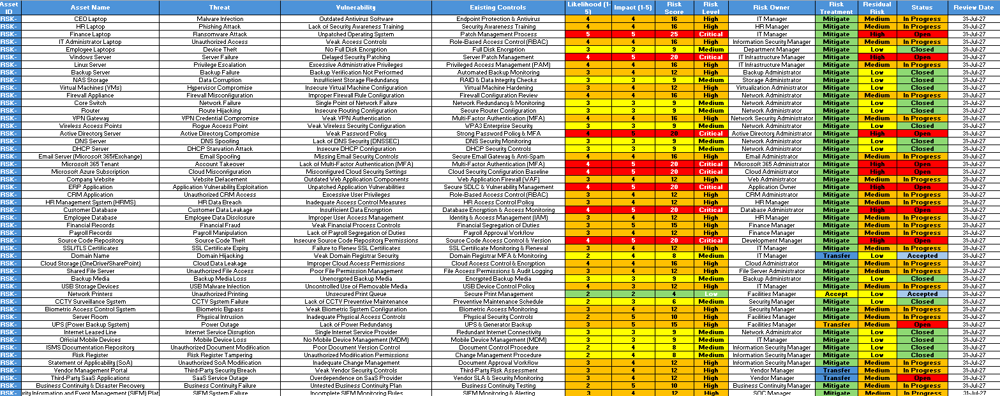 Asset ID | Asset Name | Threat | Vulnerability | Existing Controls | Likelihood (1-5) | Impact (1-5) | Risk Score | Risk Level | Risk Owner | Risk Treatment | Residual Risk | Status | Review Date
RSK- | CEO Laptop | Malware Infection | Outdated Antivirus Software | Endpoint Protection & Antivirus | 4 | 4 | 16 | High | IT Manager | Mitigate | Medium | In Progress | 31-Jul-27
RSK- | HR Laptop | Phishing Attack | Lack of Security Awareness Training | Security Awareness Training | 4 | 4 | 16 | High | HR Manager | Mitigate | Medium | In Progress | 31-Jul-27
RSK- | Finance Laptop | Ransomware Attack | Unpatched Operating System | Patch Management Process | 5 | 5 | 25 | Critical | IT Manager | Mitigate | High | Open | 31-Jul-27
RSK- | IT Administrator Laptop | Unauthorized Access | Weak Access Controls | Role-Based Access Control (RBAC) | 4 | 4 | 16 | High | Information Security Manager | Mitigate | Medium | In Progress | 31-Jul-27
RSK- | Employee Laptops | Device Theft | No Full Disk Encryption | Full Disk Encryption | 3 | 3 | 9 | Medium | Department Manager | Mitigate | Low | Closed | 31-Jul-27
RSK- | Windows Server | Server Failure | Delayed Security Patching | Server Patch Management | 4 | 5 | 20 | Critical | IT Infrastructure Manager | Mitigate | High | Open | 31-Jul-27
RSK- | Linux Server | Privilege Escalation | Excessive Administrative Privileges | Privileged Access Management (PAM) | 4 | 4 | 16 | High | IT Infrastructure Manager | Mitigate | Medium | In Progress | 31-Jul-27
RSK- | Backup Server | Backup Failure | Backup Verification Not Performed | Automated Backup Monitoring | 3 | 4 | 12 | High | Backup Administrator | Mitigate | Low | Closed | 31-Jul-27
RSK- | NAS Storage | Data Corruption | Insufficient Storage Redundancy | RAID & Data Integrity Checks | 3 | 3 | 9 | Medium | Storage Administrator | Mitigate | Low | Closed | 31-Jul-27
RSK- | Virtual Machines (VMs) | Hypervisor Compromise | Insecure Virtual Machine Configuration | Virtual Machine Hardening | 3 | 4 | 12 | High | Virtualization Administrator | Mitigate | Low | Closed | 31-Jul-27
RSK- | Firewall Appliance | Firewall Misconfiguration | Improper Firewall Rule Configuration | Firewall Configuration Review | 4 | 4 | 16 | High | Network Administrator | Mitigate | Medium | In Progress | 31-Jul-27
RSK- | Core Switch | Network Failure | Single Point of Network Failure | Network Redundancy & Monitoring | 3 | 3 | 9 | Medium | Network Administrator | Mitigate | Low | Closed | 31-Jul-27
RSK- | Router | Route Hijacking | Insecure Routing Configuration | Secure Router Configuration | 3 | 3 | 9 | Medium | Network Administrator | Mitigate | Low | Closed | 31-Jul-27
RSK- | VPN Gateway | VPN Credential Compromise | Weak VPN Authentication | Multi-Factor Authentication (MFA) | 4 | 4 | 16 | High | Network Security Administrator | Mitigate | Medium | In Progress | 31-Jul-27
RSK- | Wireless Access Points | Rogue Access Point | Weak Wireless Security Configuration | WPA3 Enterprise Security | 3 | 3 | 9 | Medium | Network Administrator | Mitigate | Low | Closed | 31-Jul-27
RSK- | Active Directory Server | Active Directory Compromise | Weak Password Policy | Strong Password Policy & MFA | 4 | 5 | 20 | Critical | Active Directory Administrator | Mitigate | High | Open | 31-Jul-27
RSK- | DNS Server | DNS Spoofing | Lack of DNS Security (DNSSEC) | DNS Security Monitoring | 3 | 3 | 9 | Medium | Network Administrator | Mitigate | Low | Closed | 31-Jul-27
RSK- | DHCP Server | DHCP Starvation Attack | Insecure DHCP Configuration | DHCP Security Controls | 3 | 3 | 9 | Medium | Network Administrator | Mitigate | Low | Closed | 31-Jul-27
RSK- | Email Server (Microsoft 365/Exchange) | Email Spoofing | Missing Email Security Controls | Secure Email Gateway & Anti-Spam | 4 | 4 | 16 | High | Email Administrator | Mitigate | Medium | In Progress | 31-Jul-27
RSK- | Microsoft 365 Tenant | Account Takeover | Lack of Multi-Factor Authentication (MFA) | Multi-Factor Authentication (MFA) | 4 | 5 | 20 | Critical | Microsoft 365 Administrator | Mitigate | High | Open | 31-Jul-27
RSK- | Microsoft Azure Subscription | Cloud Misconfiguration | Misconfigured Cloud Security Settings | Cloud Security Configuration Baseline | 4 | 5 | 20 | Critical | Cloud Administrator | Mitigate | High | Open | 31-Jul-27
RSK- | Company Website | Website Defacement | Outdated Web Application Components | Web Application Firewall (WAF) | 3 | 4 | 12 | High | Web Administrator | Mitigate | Medium | In Progress | 31-Jul-27
RSK- | ERP Application | Application Vulnerability Exploitation | Unpatched Application Vulnerabilities | Secure SDLC & Vulnerability Management | 4 | 5 | 20 | Critical | Application Owner | Mitigate | High | Open | 31-Jul-27
RSK- | CRM Application | Unauthorized CRM Access | Excessive User Privileges | Role-Based Access Control (RBAC) | 3 | 4 | 12 | High | CRM Administrator | Mitigate | Medium | In Progress | 31-Jul-27
RSK- | HR Management System (HRMS) | HR Data Breach | Inadequate Access Control Measures | HR Access Control Policy | 3 | 4 | 12 | High | HR Manager | Mitigate | Medium | In Progress | 31-Jul-27
RSK- | Customer Database | Customer Data Leakage | Insufficient Data Encryption | Database Encryption & Access Monitoring | 4 | 5 | 20 | Critical | Database Administrator | Mitigate | High | Open | 31-Jul-27
RSK- | Employee Database | Employee Data Disclosure | Improper User Access Management | Identity & Access Management (IAM) | 3 | 4 | 12 | High | HR Manager | Mitigate | Medium | In Progress | 31-Jul-27
RSK- | Financial Records | Financial Fraud | Weak Financial Process Controls | Financial Segregation of Duties | 3 | 5 | 15 | High | Finance Manager | Mitigate | Medium | In Progress | 31-Jul-27
RSK- | Payroll Records | Payroll Manipulation | Lack of Payroll Segregation of Duties | Payroll Approval Workflow | 3 | 4 | 12 | High | Finance Manager | Mitigate | Medium | In Progress | 31-Jul-27
RSK- | Source Code Repository | Source Code Theft | Insecure Source Code Repository Permissions | Source Code Access Control & Version | 4 | 5 | 20 | Critical | Development Manager | Mitigate | High | Open | 31-Jul-27
RSK- | SSL/TLS Certificates | SSL Certificate Expiry | Failure to Renew SSL Certificates | SSL Certificate Monitoring & Renewal | 3 | 4 | 12 | High | IT Manager | Mitigate | Medium | In Progress | 31-Jul-27
RSK- | Domain Name | Domain Hijacking | Weak Domain Registrar Security | Domain Registrar MFA & Monitoring | 2 | 4 | 8 | Medium | IT Manager | Transfer | Low | Accepted | 31-Jul-27
RSK- | Cloud Storage (OneDrive/SharePoint) | Cloud Data Leakage | Improper Cloud Access Permissions | Cloud Access Control & Encryption | 4 | 4 | 16 | High | Cloud Administrator | Mitigate | Medium | In Progress | 31-Jul-27
RSK- | Shared File Server | Unauthorized File Access | Poor File Permission Management | File Access Permissions & Audit Logging | 3 | 4 | 12 | High | File Server Administrator | Mitigate | Medium | In Progress | 31-Jul-27
RSK- | Backup Media | Backup Media Loss | Unencrypted Backup Media | Encrypted Backup Media | 3 | 3 | 9 | Medium | Backup Administrator | Mitigate | Low | Closed | 31-Jul-27
RSK- | USB Storage Devices | USB Malware Infection | Uncontrolled Use of Removable Media | USB Device Control Policy | 3 | 4 | 12 | High | IT Manager | Mitigate | Medium | In Progress | 31-Jul-27
RSK- | Network Printers | Unauthorized Printing | Unsecured Print Queue | Secure Print Management | 2 | 2 | 4 | Low | Facilities Manager | Accept | Low | Accepted | 31-Jul-27
RSK- | CCTV Surveillance System | CCTV System Failure | Lack of CCTV Preventive Maintenance | Preventive Maintenance Schedule | 2 | 3 | 6 | Medium | Security Manager | Mitigate | Low | Closed | 31-Jul-27
RSK- | Biometric Access Control System | Biometric Bypass | Weak Biometric System Configuration | Biometric Access Monitoring | 3 | 4 | 12 | High | Security Manager | Mitigate | Medium | In Progress | 31-Jul-27
RSK- | Server Room | Physical Intrusion | Inadequate Physical Access Controls | Physical Security Controls | 2 | 5 | 10 | High | Facilities Manager | Mitigate | Medium | In Progress | 31-Jul-27
RSK- | UPS (Power Backup System) | Power Outage | Lack of Power Redundancy | UPS & Generator Backup | 3 | 5 | 15 | High | Facilities Manager | Transfer | Medium | Open | 31-Jul-27
RSK- | Internet Leased Line | Internet Service Disruption | Single Internet Service Provider | Redundant Internet Connectivity | 3 | 3 | 9 | Medium | Network Administrator | Mitigate | Low | Closed | 31-Jul-27
RSK- | Official Mobile Devices | Mobile Device Loss | No Mobile Device Management (MDM) | Mobile Device Management (MDM) | 3 | 3 | 9 | Medium | IT Manager | Mitigate | Low | Closed | 31-Jul-27
RSK- | ISMS Documentation Repository | Unauthorized Document Modification | Poor Document Version Control | Document Control Procedure | 2 | 4 | 8 | Medium | Information Security Manager | Mitigate | Low | Closed | 31-Jul-27
RSK- | Risk Register | Risk Register Tampering | Unauthorized Modification Permissions | Change Management Procedure | 2 | 4 | 8 | Medium | Information Security Manager | Mitigate | Low | Closed | 31-Jul-27
RSK- | Statement of Applicability (SoA) | Unauthorized SoA Modification | Inadequate Change Management | Document Approval Workflow | 3 | 4 | 12 | High | Information Security Manager | Mitigate | Medium | In Progress | 31-Jul-27
RSK- | Vendor Management Portal | Third-Party Security Breach | Weak Vendor Security Controls | Third-Party Risk Assessment | 3 | 4 | 12 | High | Vendor Manager | Transfer | Medium | In Progress | 31-Jul-27
RSK- | Third-Party SaaS Applications | SaaS Service Outage | Overdependence on SaaS Provider | Vendor SLA & Security Monitoring | 3 | 4 | 12 | High | Vendor Manager | Transfer | Medium | Open | 31-Jul-27
RSK- | Business Continuity & Disaster Recovery | Business Continuity Failure | Untested Business Continuity Plan | Business Continuity Testing | 2 | 5 | 10 | High | Business Continuity Manager | Mitigate | Medium | In Progress | 31-Jul-27
RSK- | urity Information and Event Management (SIEM) Plat | SIEM System Failure | Incomplete SIEM Monitoring Rules | SIEM Monitoring & Alerting | 3 | 4 | 12 | High | SOC Manager | Mitigate | Medium | In Progress | 31-Jul-27